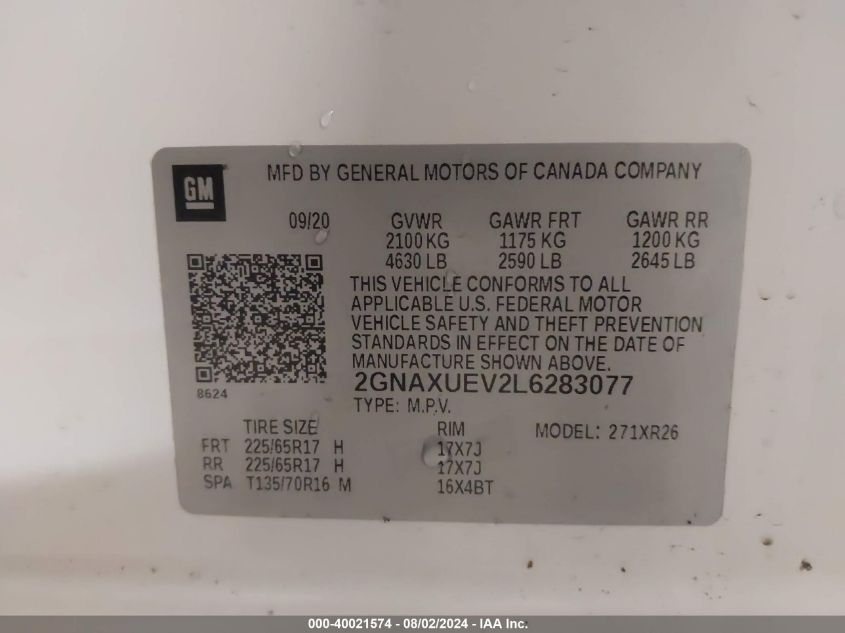 GM
MFD BY GENERAL MOTORS OF CANADA COMPANY
09/20 GVWR GAWR FRT GAWR RR
2100 KG 1175 KG 1200 KG
4630 LB 2590 LB 2645 LB
THIS VEHICLE CONFORMS TO ALL
APPLICABLE U.S. FEDERAL MOTOR
VEHICLE SAFETY AND THEFT PREVENTION
STANDARDS IN EFFECT ON THE DATE OF
MANUFACTURE SHOWN ABOVE.
8624
2GNAXUEV2L6283077
TYPE: M.P.V.
TIRE SIZE RIM MODEL: 271XR26
FRT 225/65R17 H 17X7J
RR 225/65R17 H 17X7J
SPA T135/70R16 M 16X4BT
000-40021574 - 08/02/2024 - IAA Inc.